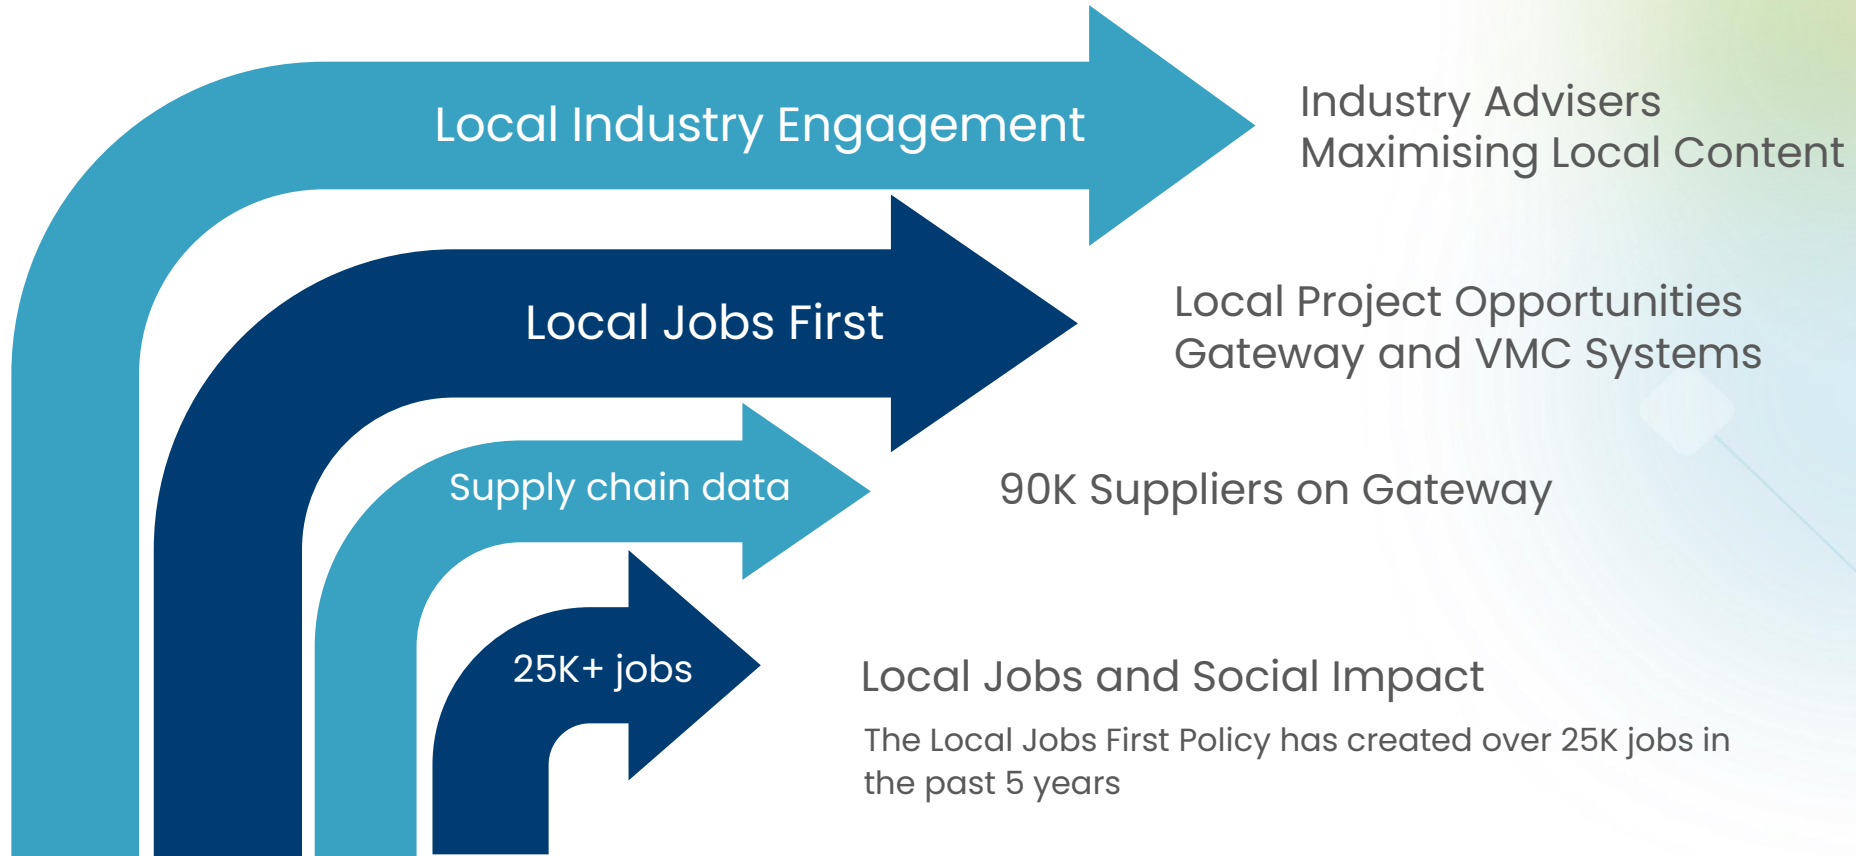 Local Industry Engagement
Industry Advisers
Maximising Local Content
Local Jobs First
Local Project Opportunities
Gateway and VMC Systems
Supply chain data
90K Suppliers on Gateway
25K+ jobs
Local Jobs and Social Impact
The Local Jobs First Policy has created over 25K jobs in
the past 5 years